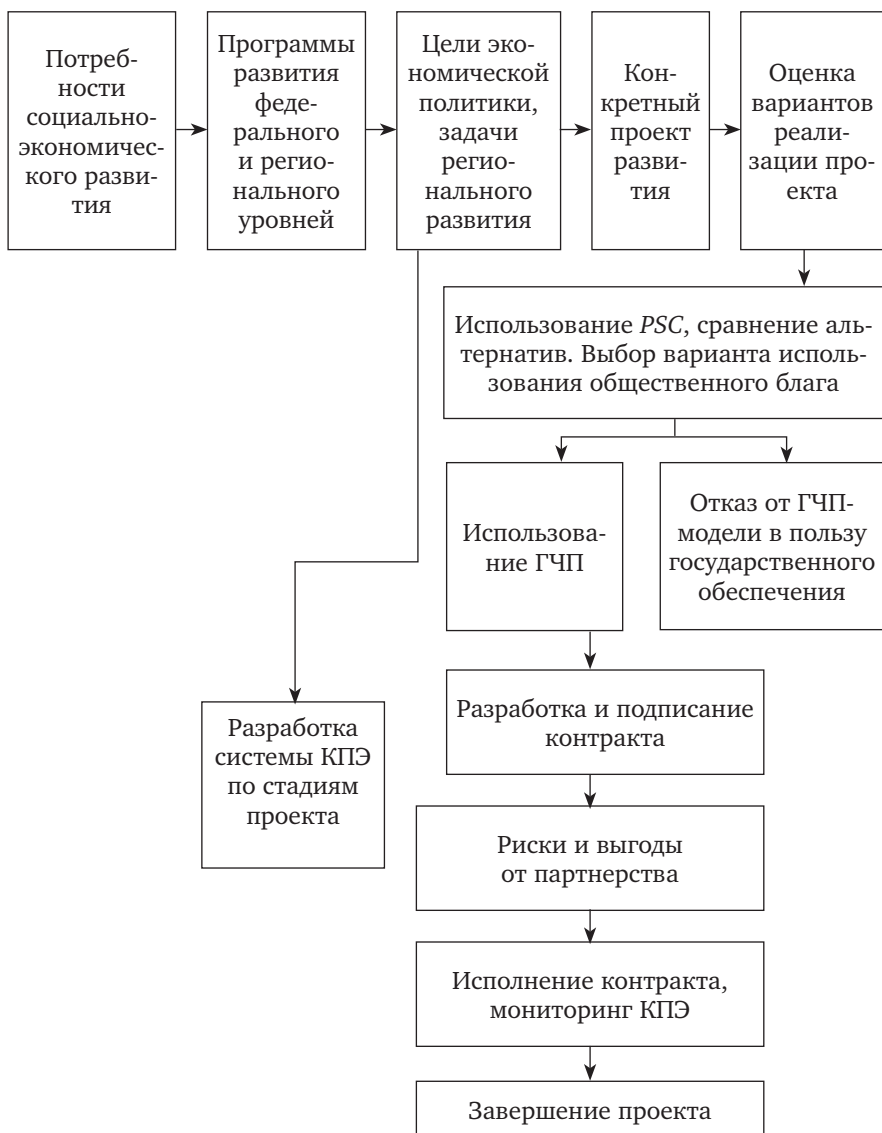 Потреб-
ности
социально-
экономичес-
кого разви-
тия
Программы
развития
феде-
рального
и регио-
нального
уровней
Цели эко-
номической
политики,
задачи
регио-
нального
развития
Кон-
кретный
проект
разви-
тия
Оценка
вариантов
реали-
зации про-
екта
Использование PSC, сравнение аль-
тернатив. Выбор варианта исполь-
зования общественного блага
Использова-
ние ГЧП
Отказ от ГЧП-
модели в пользу
государственного
обеспечения
Разработка
системы КПЭ
по стадиям
проекта
Разработка и подписание
контракта
Риски и выгоды
от партнерства
Исполнение контракта,
мониторинг КПЭ
Завершение проекта